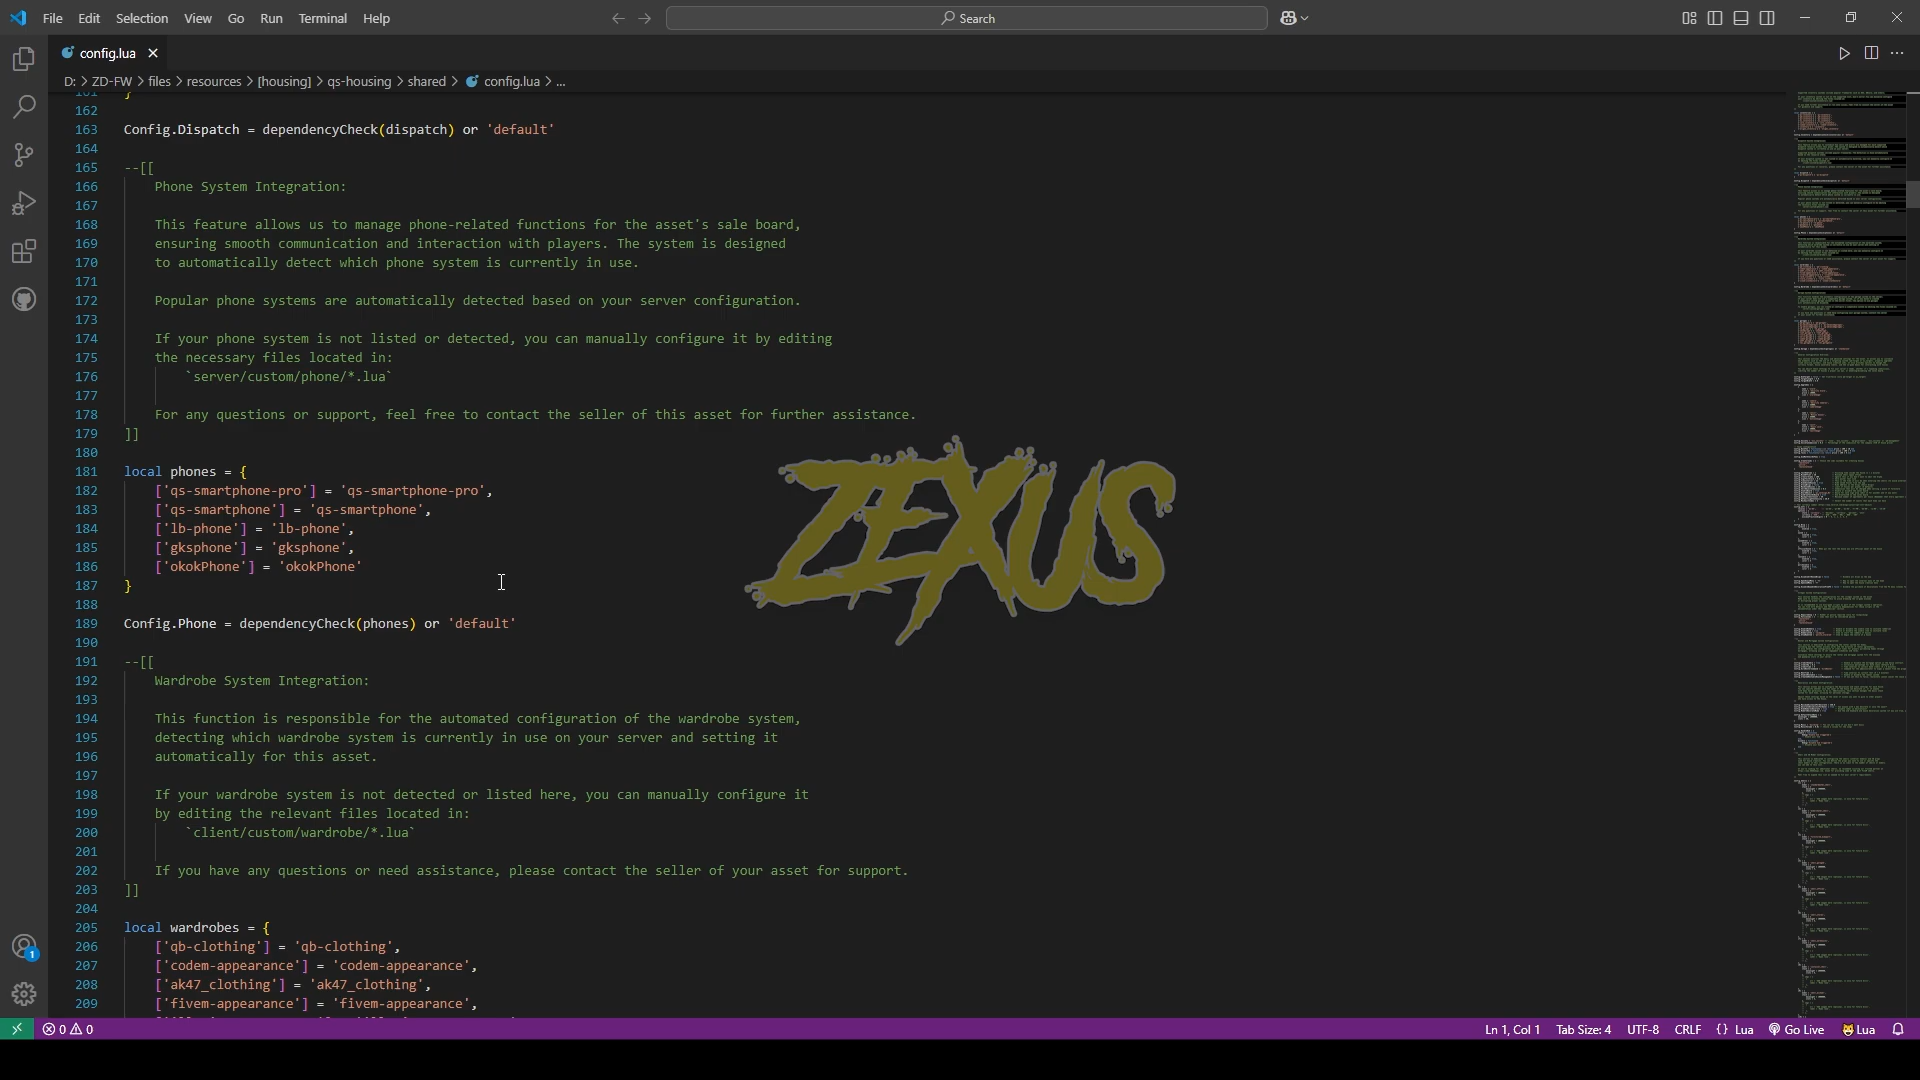 File Edit Selection View Go Run Terminal Help
Search
config.lua
D: > ZD-FW > files > resources > [housing] > qs-housing > shared > config.lua > ...
161 }
162
163 Config.Dispatch = dependencyCheck(dispatch) or 'default'
164
165 --[[
166 Phone System Integration:
167
168 This feature allows us to manage phone-related functions for the asset's sale board,
169 ensuring smooth communication and interaction with players. The system is designed
170 to automatically detect which phone system is currently in use.
171
172 Popular phone systems are automatically detected based on your server configuration.
173
174 If your phone system is not listed or detected, you can manually configure it by editing
175 the necessary files located in:
176 `server/custom/phone/*.lua`
177
178 For any questions or support, feel free to contact the seller of this asset for further assistance.
179 ]]
180
181 local phones = {
182 ['qs-smartphone-pro'] = 'qs-smartphone-pro',
183 ['qs-smartphone'] = 'qs-smartphone',
184 ['lb-phone'] = 'lb-phone',
185 ['gksphone'] = 'gksphone',
186 ['okokPhone'] = 'okokPhone'
187 }
188
189 Config.Phone = dependencyCheck(phones) or 'default'
190
191 --[[
192 Wardrobe System Integration:
193
194 This function is responsible for the automated configuration of the wardrobe system,
195 detecting which wardrobe system is currently in use on your server and setting it
196 automatically for this asset.
197
198 If your wardrobe system is not detected or listed here, you can manually configure it
199 by editing the relevant files located in:
200 `client/custom/wardrobe/*.lua`
201
202 If you have any questions or need assistance, please contact the seller of your asset for support.
203 ]]
204
205 local wardrobes = {
206 ['qb-clothing'] = 'qb-clothing',
207 ['codem-appearance'] = 'codem-appearance',
208 ['ak47_clothing'] = 'ak47_clothing',
209 ['fivem-appearance'] = 'fivem-appearance',
ZEXUS
1
0 0
Ln 1, Col 1 Tab Size: 4 UTF-8 CRLF {} Lua Go Live Lua